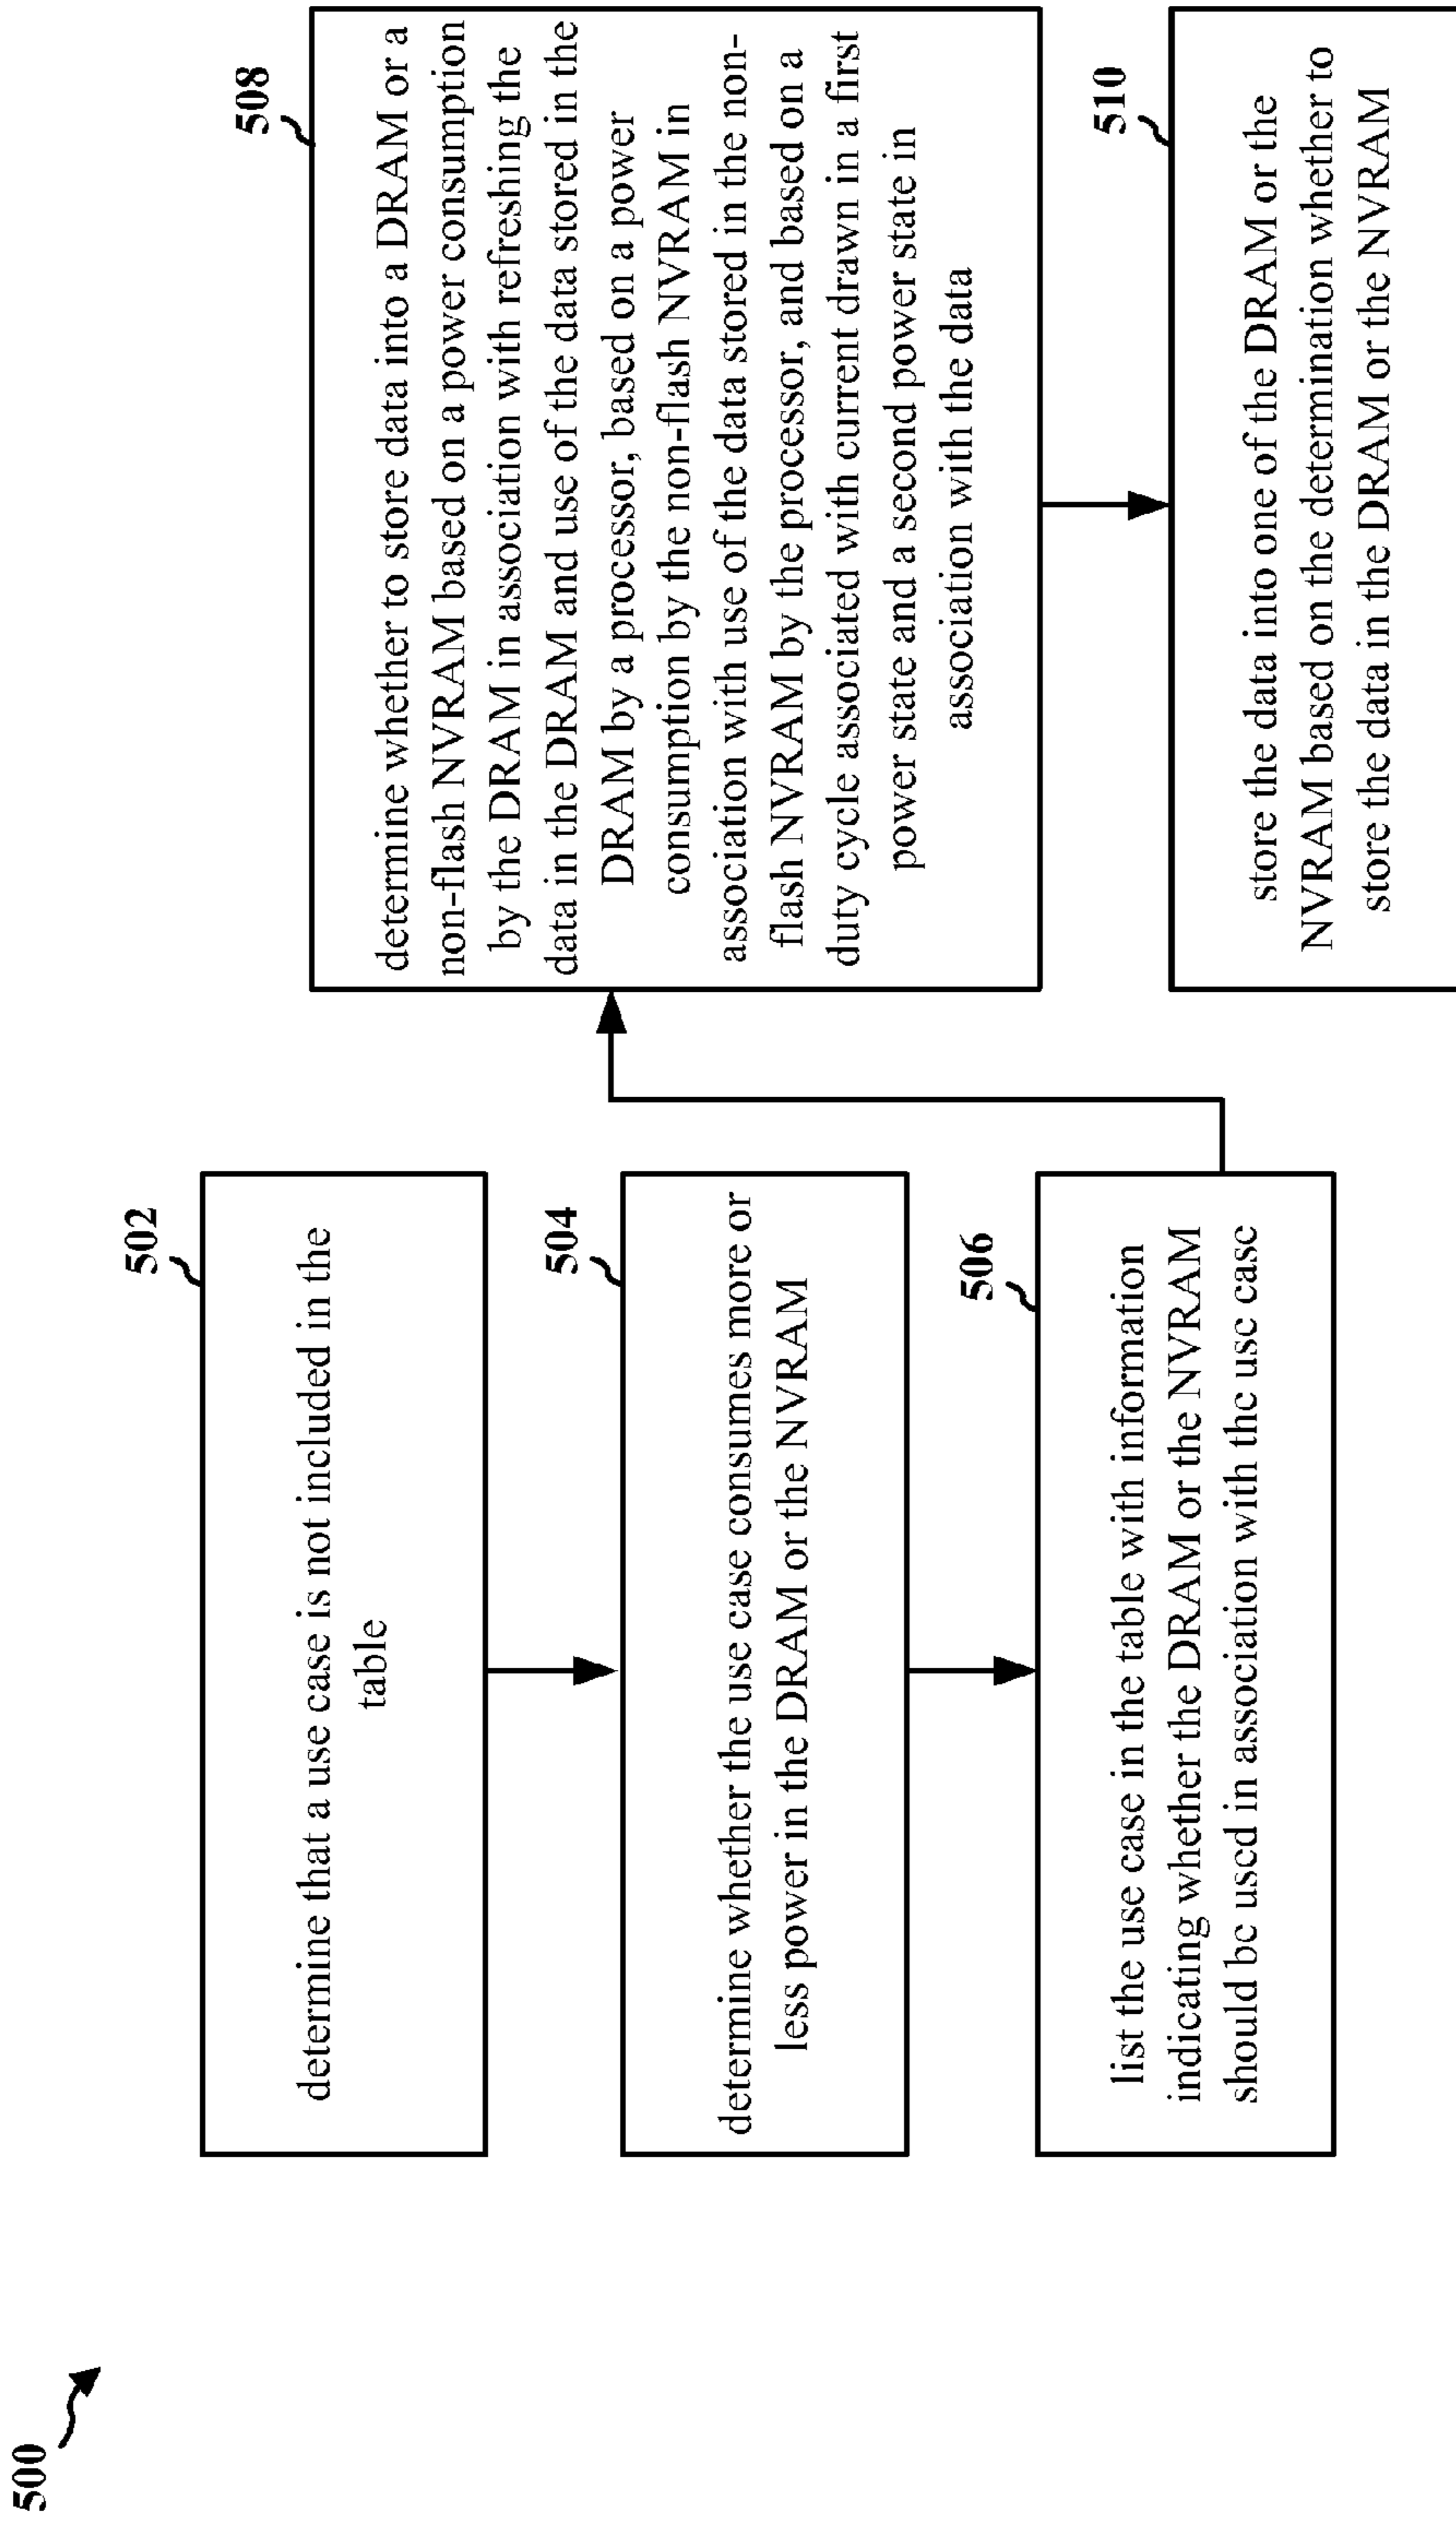 500
502
determine that a use case is not included in the
table
504
determine whether the use case consumes more or
less power in the DRAM or the NVRAM
506
list the use case in the table with information
indicating whether the DRAM or the NVRAM
should be used in association with the use case
508
determine whether to store data into a DRAM or a
non-flash NVRAM based on a power consumption
by the DRAM in association with refreshing the
data in the DRAM and use of the data stored in the
DRAM by a processor, based on a power
consumption by the non-flash NVRAM in
association with use of the data stored in the non-
flash NVRAM by the processor, and based on a
duty cycle associated with current drawn in a first
power state and a second power state in
association with the data
510
store the data into one of the DRAM or the
NVRAM based on the determination whether to
store the data in the DRAM or the NVRAM